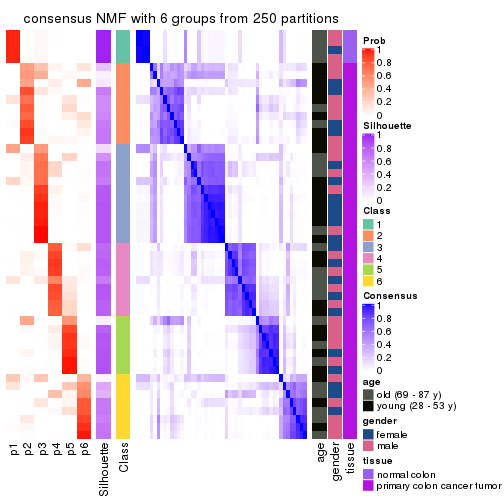 consensus NMF with 6 groups from 250 partitions
Prob
1
0.8
0.6
0.4
0.2
0
Silhouette
1
0.8
0.6
0.4
0.2
0
Class
1
2
3
4
5
6
Consensus
1
0.8
0.6
0.4
0.2
0
age
old (69 - 87 y)
young (28 - 53 y)
gender
female
male
tissue
normal colon
primary colon cancer tumor
p1
p2
p3
p4
p5
p6
Silhouette
Class
age
gender
tissue